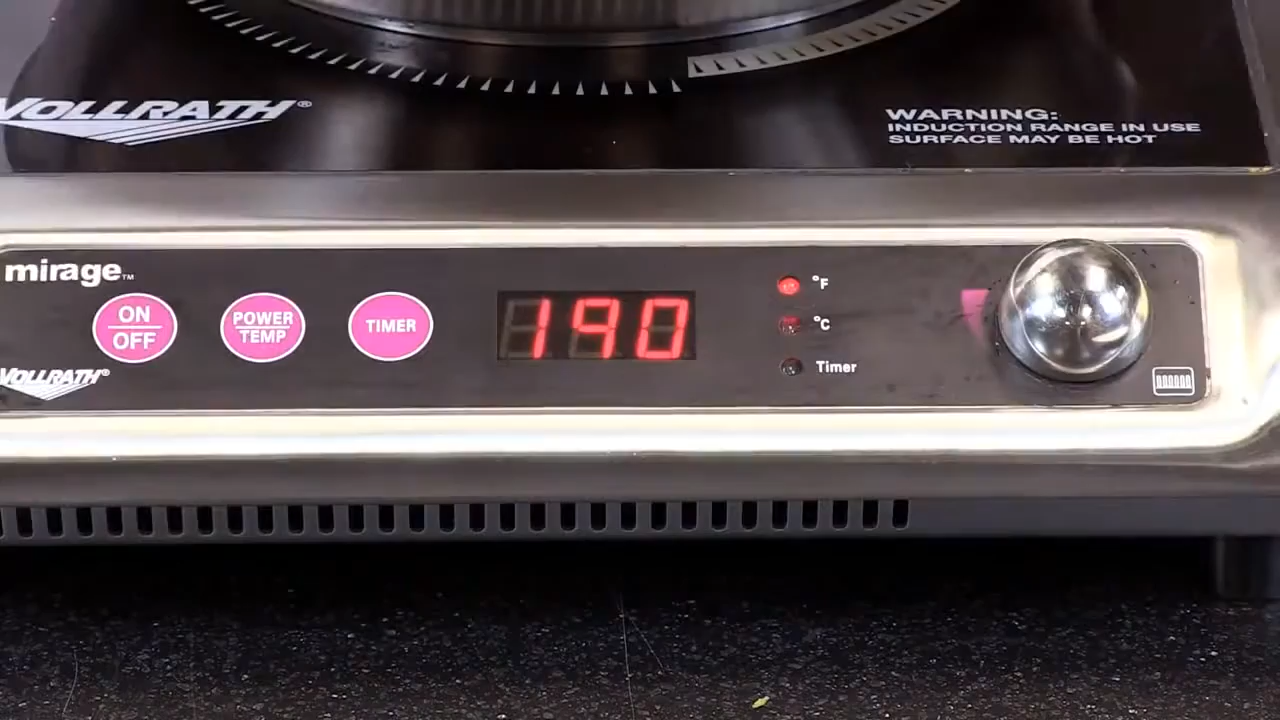 VOLLRATH®
WARNING:
INDUCTION RANGE IN USE
SURFACE MAY BE HOT
mirage™
ON
OFF
POWER
TEMP
TIMER
190
°F
°C
Timer
VOLLRATH®